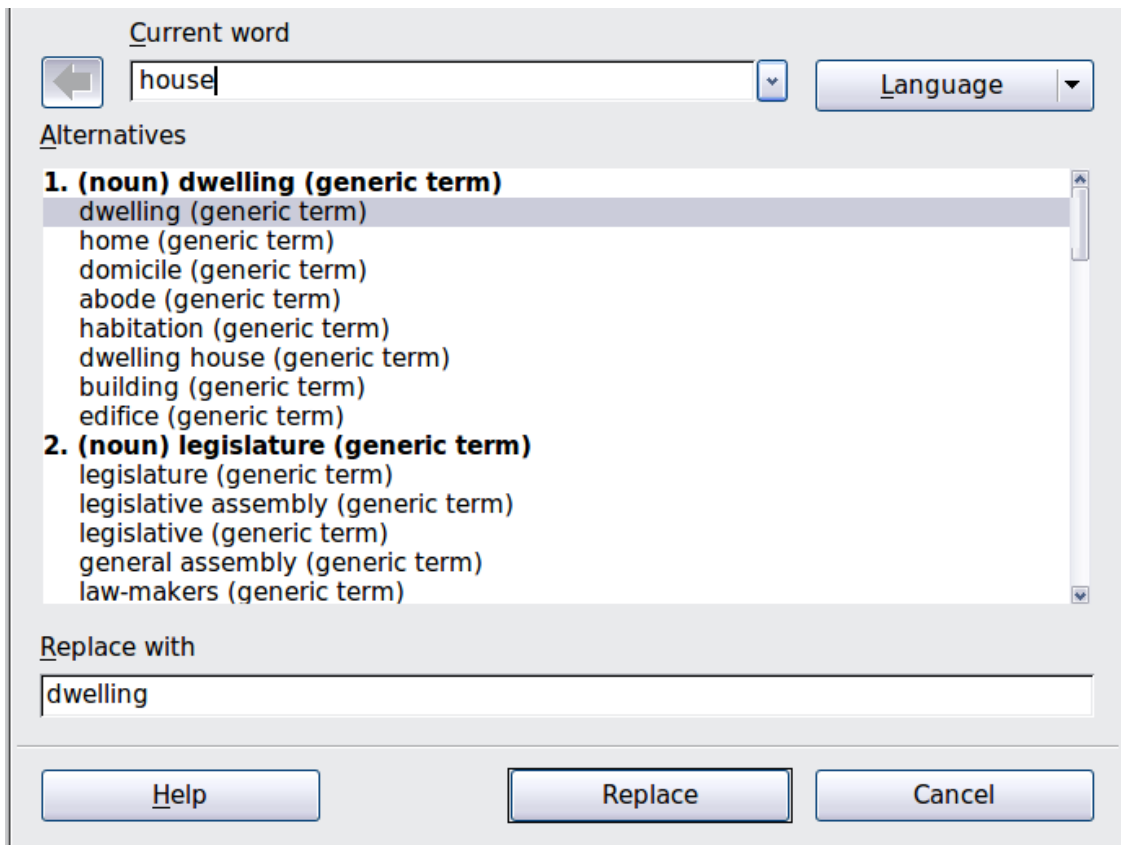 Current word
house
Language
Alternatives
1. (noun) dwelling (generic term)
dwelling (generic term)
home (generic term)
domicile (generic term)
abode (generic term)
habitation (generic term)
dwelling house (generic term)
building (generic term)
edifice (generic term)
2. (noun) legislature (generic term)
legislature (generic term)
legislative assembly (generic term)
legislative (generic term)
general assembly (generic term)
law-makers (generic term)
Replace with
dwelling
Help Replace Cancel